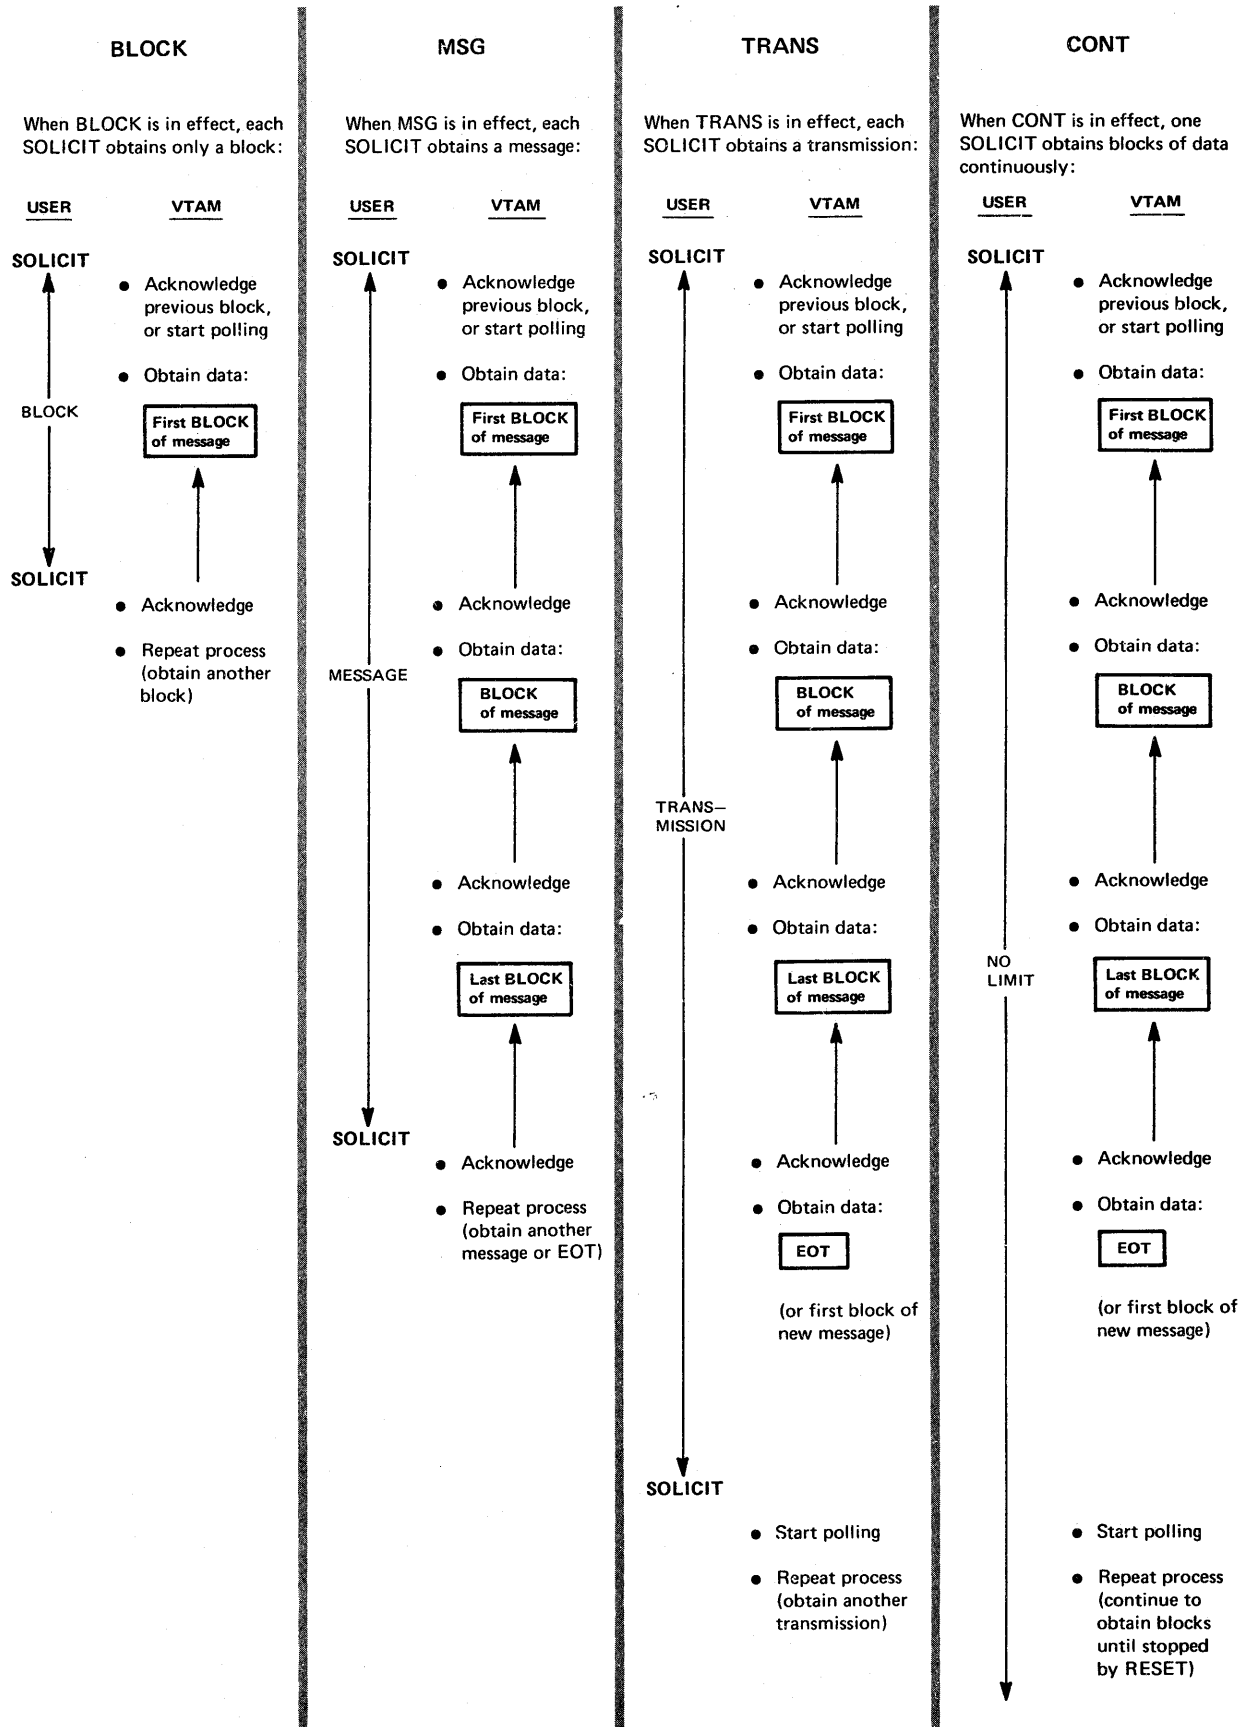 BLOCK
When BLOCK is in effect, each
SOLICIT obtains only a block:
USER
VTAM
SOLICIT
• Acknowledge
previous block,
or start polling
• Obtain data:
BLOCK
First BLOCK
of message
SOLICIT
• Acknowledge
• Repeat process
(obtain another
block)
MSG
When MSG is in effect, each
SOLICIT obtains a message:
USER
VTAM
SOLICIT
• Acknowledge
previous block,
or start polling
• Obtain data:
First BLOCK
of message
• Acknowledge
• Obtain data:
MESSAGE
BLOCK
of message
• Acknowledge
• Obtain data:
Last BLOCK
of message
SOLICIT
• Acknowledge
• Repeat process
(obtain another
message or EOT)
TRANS
When TRANS is in effect, each
SOLICIT obtains a transmission:
USER
VTAM
SOLICIT
• Acknowledge
previous block,
or start polling
• Obtain data:
First BLOCK
of message
• Acknowledge
• Obtain data:
BLOCK
of message
TRANS—
MISSION
• Acknowledge
• Obtain data:
Last BLOCK
of message
• Acknowledge
• Obtain data:
EOT
(or first block of
new message)
SOLICIT
• Start polling
• Repeat process
(obtain another
transmission)
CONT
When CONT is in effect, one
SOLICIT obtains blocks of data
continuously:
USER
VTAM
SOLICIT
• Acknowledge
previous block,
or start polling
• Obtain data:
First BLOCK
of message
• Acknowledge
• Obtain data:
BLOCK
of message
• Acknowledge
• Obtain data:
NO
LIMIT
Last BLOCK
of message
• Acknowledge
• Obtain data:
EOT
(or first block of
new message)
• Start polling
• Repeat process
(continue to
obtain blocks
until stopped
by RESET)